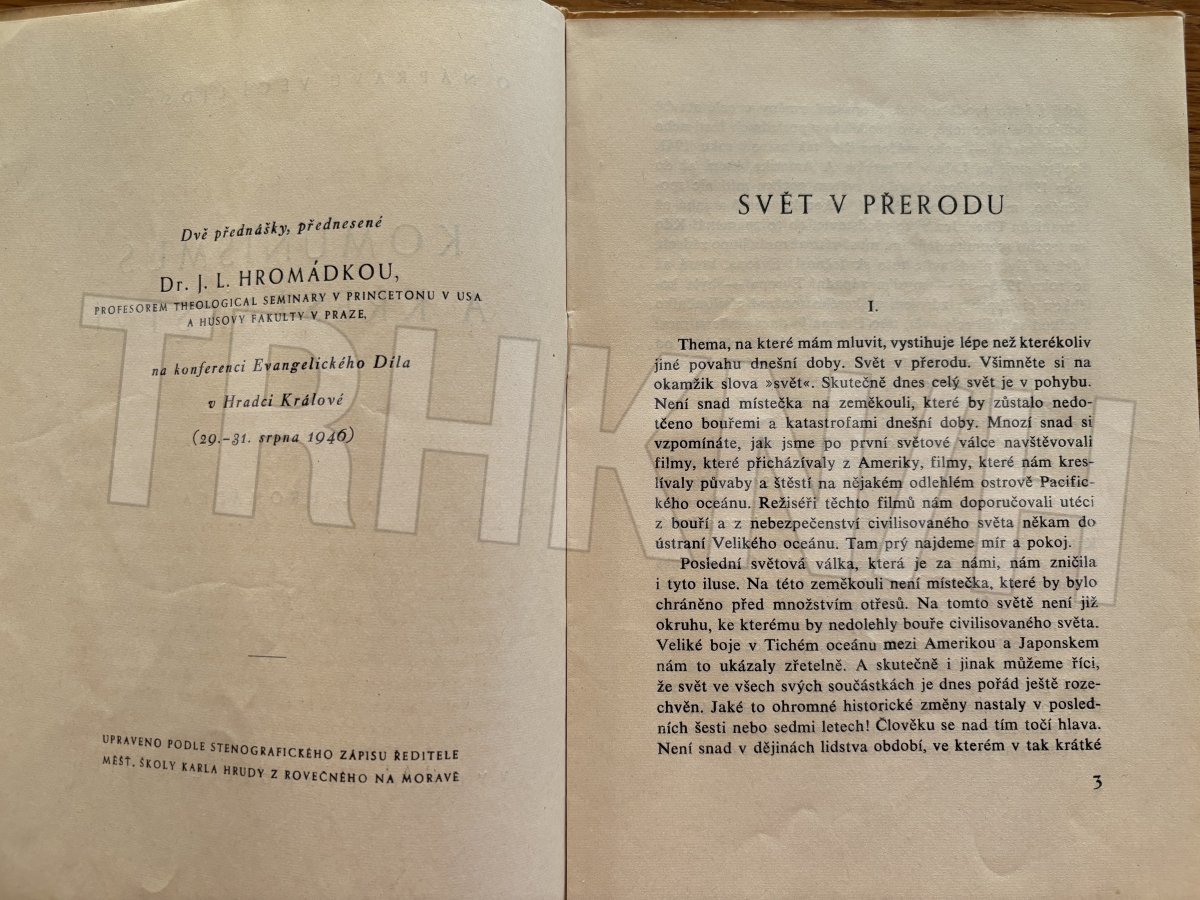 Dvě přednášky, přednesené
Dr. J. L. HROMÁDKOU,
PROFESOREM THEOLOGICAL SEMINARY V PRINCETONU V USA
A HUSOVY FAKULTY V PRAZE,
na konferenci Evangelického Díla
v Hradci Králové
(29.-31. srpna 1946)
UPRAVENO PODLE STENOGRAFICKÉHO ZÁPISU ŘEDITELE
MĚŠŤ. ŠKOLY KARLA HRUDY Z ROVEČNÉHO NA MORAVĚ
SVĚT V PŘERODU
I.
Thema, na které mám mluvit, vystihuje lépe než kterékoliv
jiné povahu dnešní doby. Svět v přerodu. Všimněte si na
okamžik slova »svět«. Skutečně dnes celý svět je v pohybu.
Není snad místečka na zeměkouli, které by zůstalo nedo-
tčeno bouřemi a katastrofami dnešní doby. Mnozí snad si
vzpomínáte, jak jsme po první světové válce navštěvovali
filmy, které přicházívaly z Ameriky, filmy, které nám kres-
lívaly půvaby a štěstí na nějakém odlehlém ostrově Pacific-
kého oceánu. Režiséři těchto filmů nám doporučovali utéci
z bouří a z nebezpečenství civilisovaného světa někam do
ústraní Velikého oceánu. Tam prý najdeme mír a pokoj.
Poslední světová válka, která je za námi, nám zničila
i tyto iluse. Na této zeměkouli není místečka, které by bylo
chráněno před množstvím otřesů. Na tomto světě není již
okruhu, ke kterému by nedolehly bouře civilisovaného světa.
Veliké boje v Tichém oceánu mezi Amerikou a Japonskem
nám to ukázaly zřetelně. A skutečně i jinak můžeme říci,
že svět ve všech svých součástkách je dnes pořád ještě roze-
chvěn. Jaké to ohromné historické změny nastaly v posled-
ních šesti nebo sedmi letech! Člověku se nad tím točí hlava.
Není snad v dějinách lidstva období, ve kterém v tak krátké
3
TRHKNIH